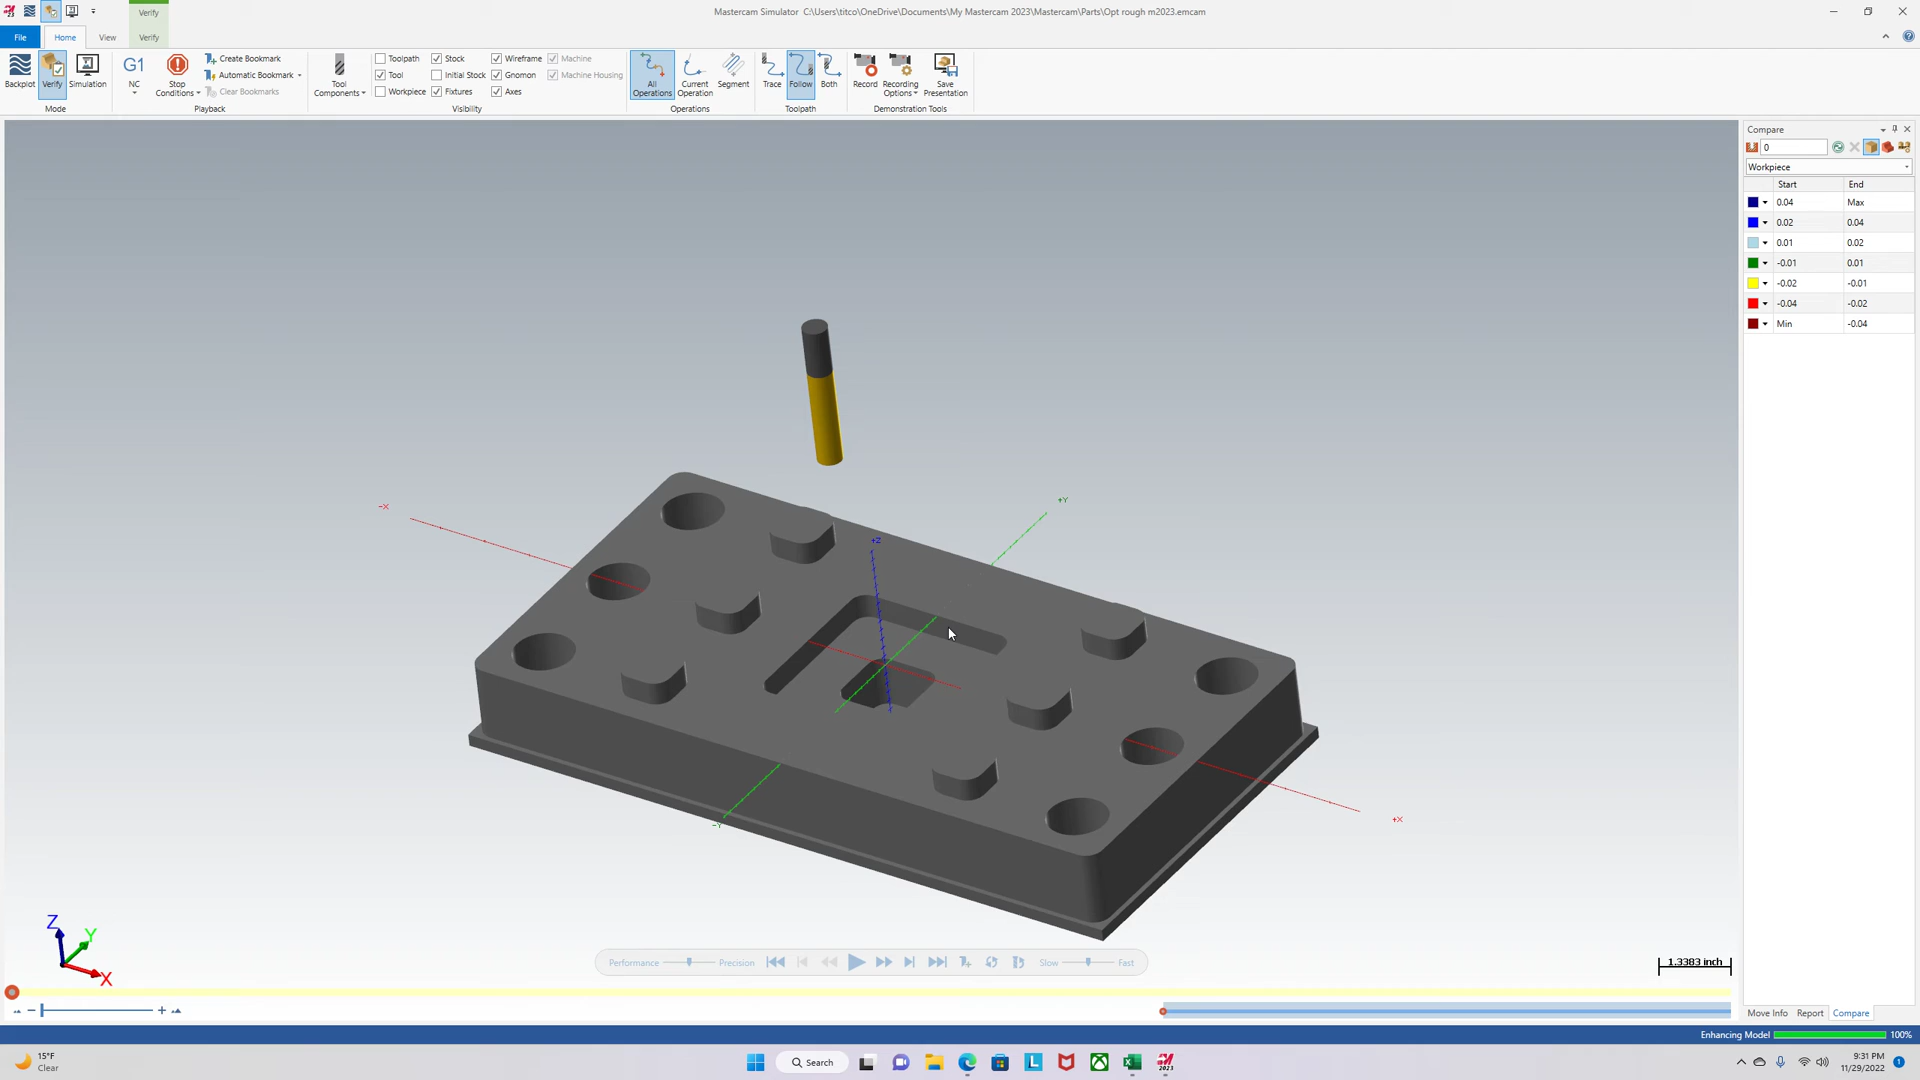 Verify
Mastercam Simulator C:\Users\titco\OneDrive\Documents\My Mastercam 2023\Mastercam\Parts\Opt rough m2023.emcam
File Home View Verify
Backplot Verify Simulation
Mode
G1
NC
Stop
Conditions
Create Bookmark
Automatic Bookmark
Clear Bookmarks
Playback
Tool
Components
Toolpath Stock Wireframe Machine
Tool Initial Stock Gnomon Machine Housing
Workpiece Fixtures Axes
Visibility
All
Operations
Current
Operation
Segment
Operations
Trace Follow Both
Toolpath
Record
Recording
Options
Save
Presentation
Demonstration Tools
Compare
0
Workpiece
Start End
0.04 Max
0.02 0.04
0.01 0.02
-0.01 0.01
-0.02 -0.01
-0.04 -0.02
Min -0.04
-X
+Y
+Z
-Y
+X
Z
Y
X
Performance Precision Slow Fast
1.3383 inch
Move Info Report Compare
Enhancing Model 100%
15°F
Clear
Search
2023
9:31 PM
11/29/2022
1